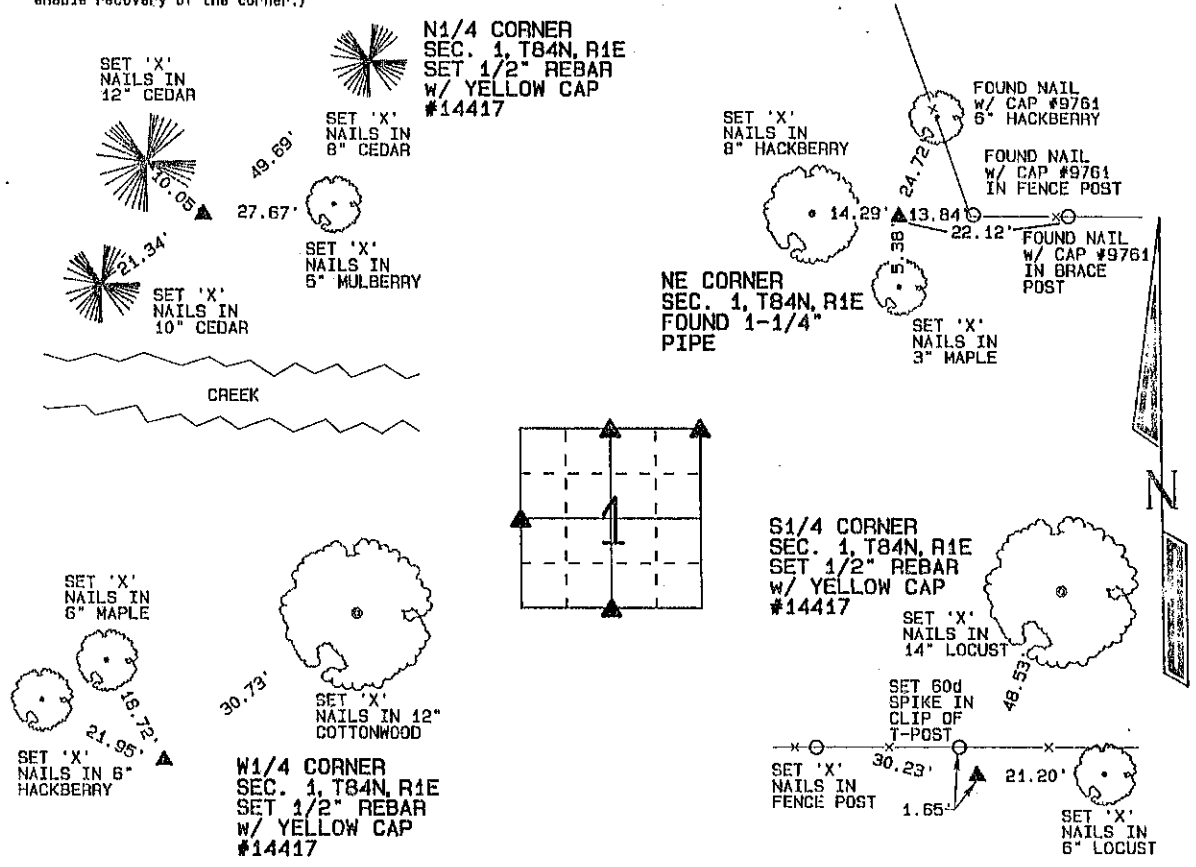 enable recovery of the corner.)
N1/4 CORNER
SEC. 1, T84N, R1E
SET 1/2" REBAR
w/ YELLOW CAP
#14417
SET 'X'
NAILS IN
12" CEDAR
SET 'X'
NAILS IN
8" CEDAR
49.69'
10.05'
27.67'
SET 'X'
NAILS IN
5" MULBERRY
21.34'
SET 'X'
NAILS IN
10" CEDAR
CREEK
FOUND NAIL
w/ CAP #9761
6" HACKBERRY
SET 'X'
NAILS IN
8" HACKBERRY
24.72'
FOUND NAIL
w/ CAP #9761
IN FENCE POST
14.29'
13.84'
22.12'
FOUND NAIL
w/ CAP #9761
IN BRACE
POST
5.38'
NE CORNER
SEC. 1, T84N, R1E
FOUND 1-1/4"
PIPE
SET 'X'
NAILS IN
3" MAPLE
1
N
SET 'X'
NAILS IN
6" MAPLE
18.72'
21.95'
SET 'X'
NAILS IN 6"
HACKBERRY
30.73'
SET 'X'
NAILS IN 12"
COTTONWOOD
W1/4 CORNER
SEC. 1, T84N, R1E
SET 1/2" REBAR
w/ YELLOW CAP
#14417
S1/4 CORNER
SEC. 1, T84N, R1E
SET 1/2" REBAR
w/ YELLOW CAP
#14417
SET 'X'
NAILS IN
14" LOCUST
48.53'
SET 60d
SPIKE IN
CLIP OF
T-POST
SET 'X'
NAILS IN
FENCE POST
30.23'
1.65'
21.20'
SET 'X'
NAILS IN
6" LOCUST